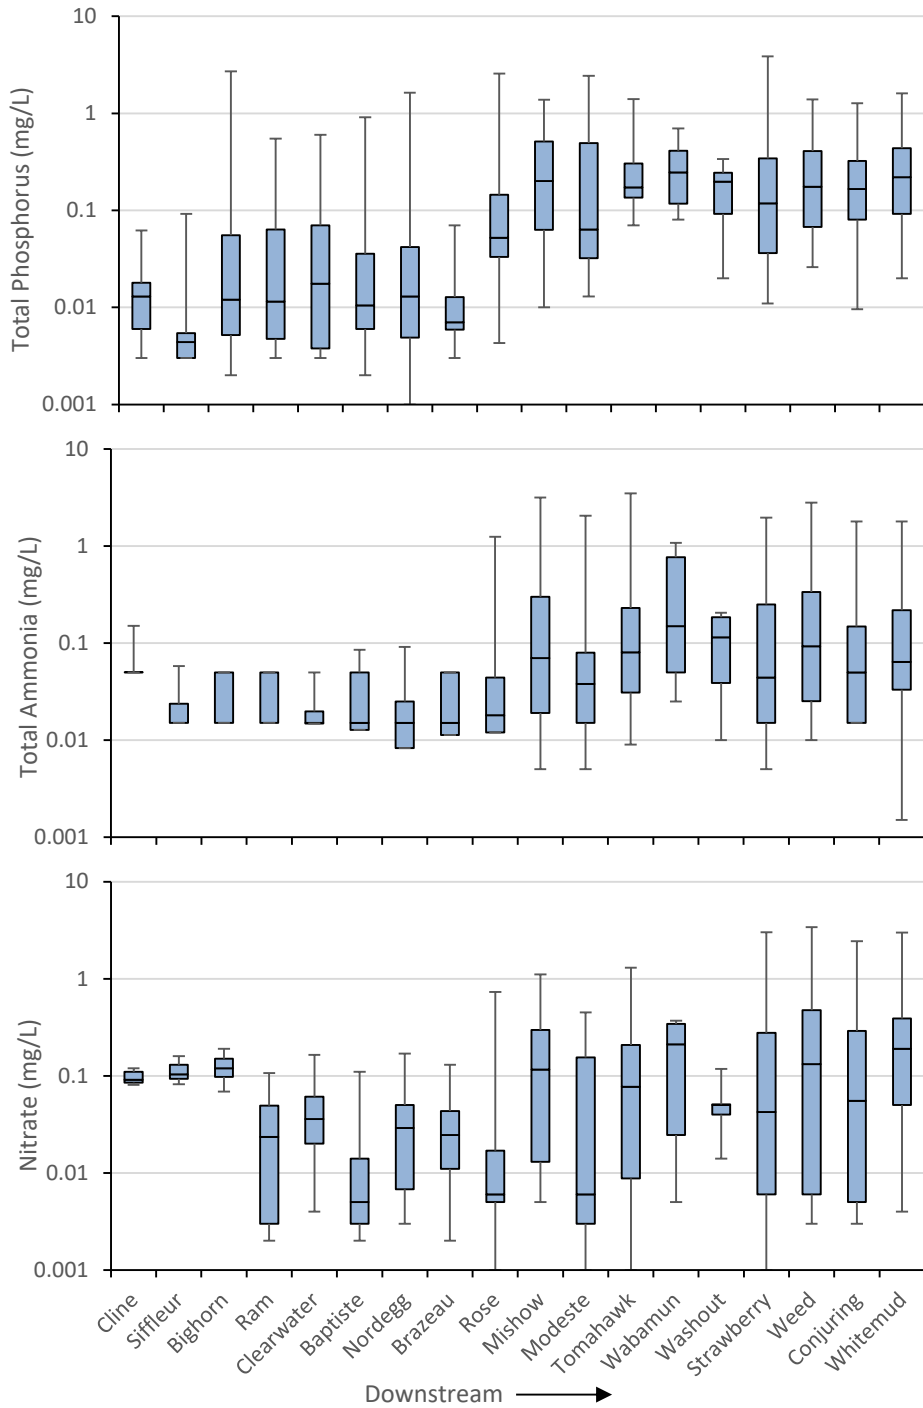 10
1
0.1
0.01
0.001
Total Phosphorus (mg/L)
10
1
0.1
0.01
0.001
Total Ammonia (mg/L)
10
1
0.1
0.01
0.001
Nitrate (mg/L)
Cline
Siffleur
Bighorn
Ram
Clearwater
Baptiste
Nordegg
Brazeau
Rose
Mishow
Modeste
Tomahawk
Wabamun
Washout
Strawberry
Weed
Conjuring
Whitemud
Downstream